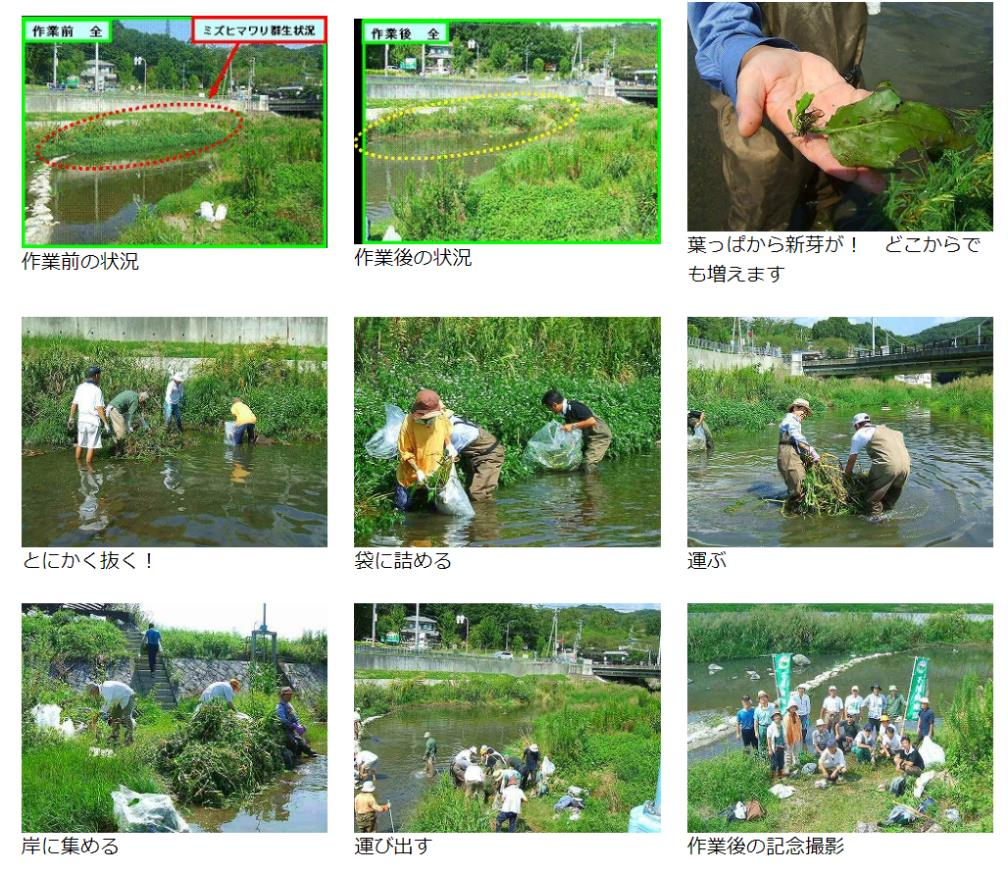 作業前　全
ミズヒマワリ群生状況
作業後　全
作業前の状況
作業後の状況
葉っぱから新芽が！　どこからで
も増えます
とにかく抜く！
袋に詰める
運ぶ
岸に集める
運び出す
作業後の記念撮影